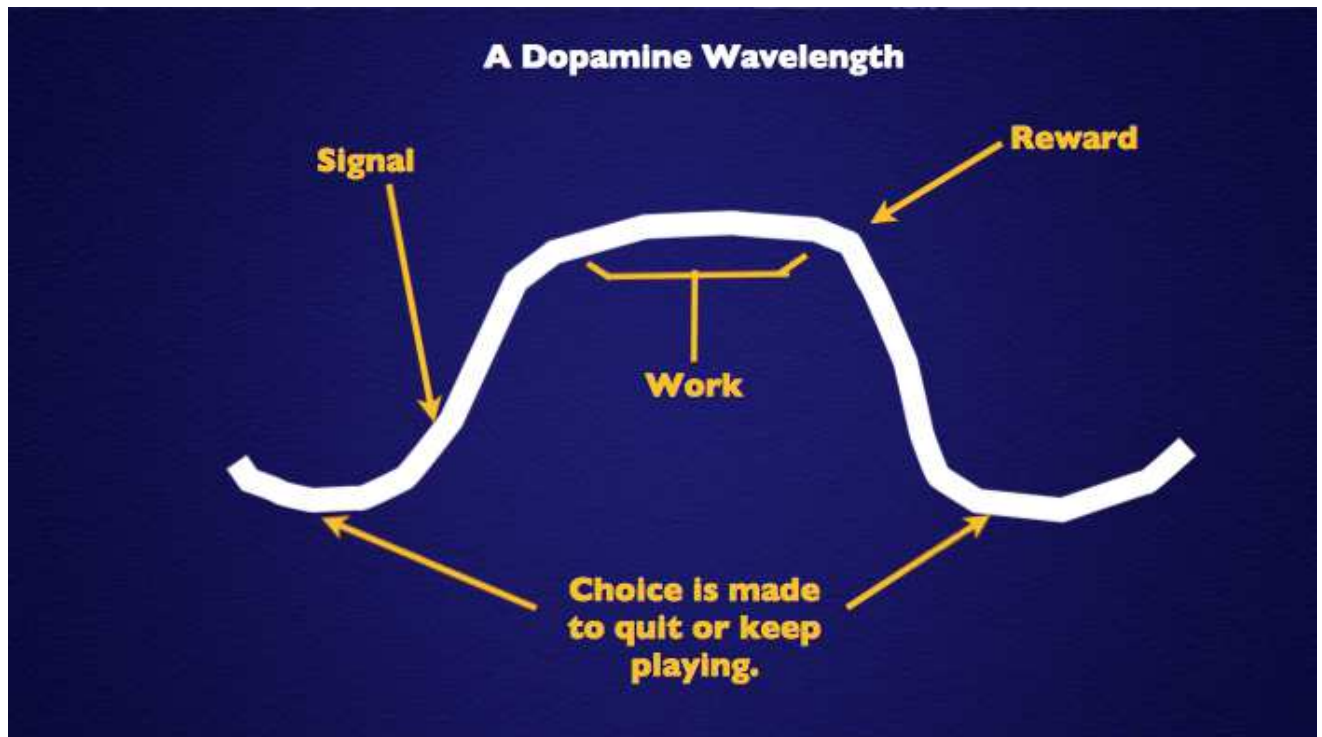 A Dopamine Wavelength
Reward
Signal
Work
Choice is made
to quit or keep
playing.